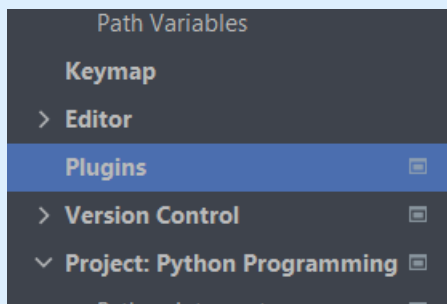 Path Variables
Keymap
Editor
Plugins
Version Control
Project: Python Programming